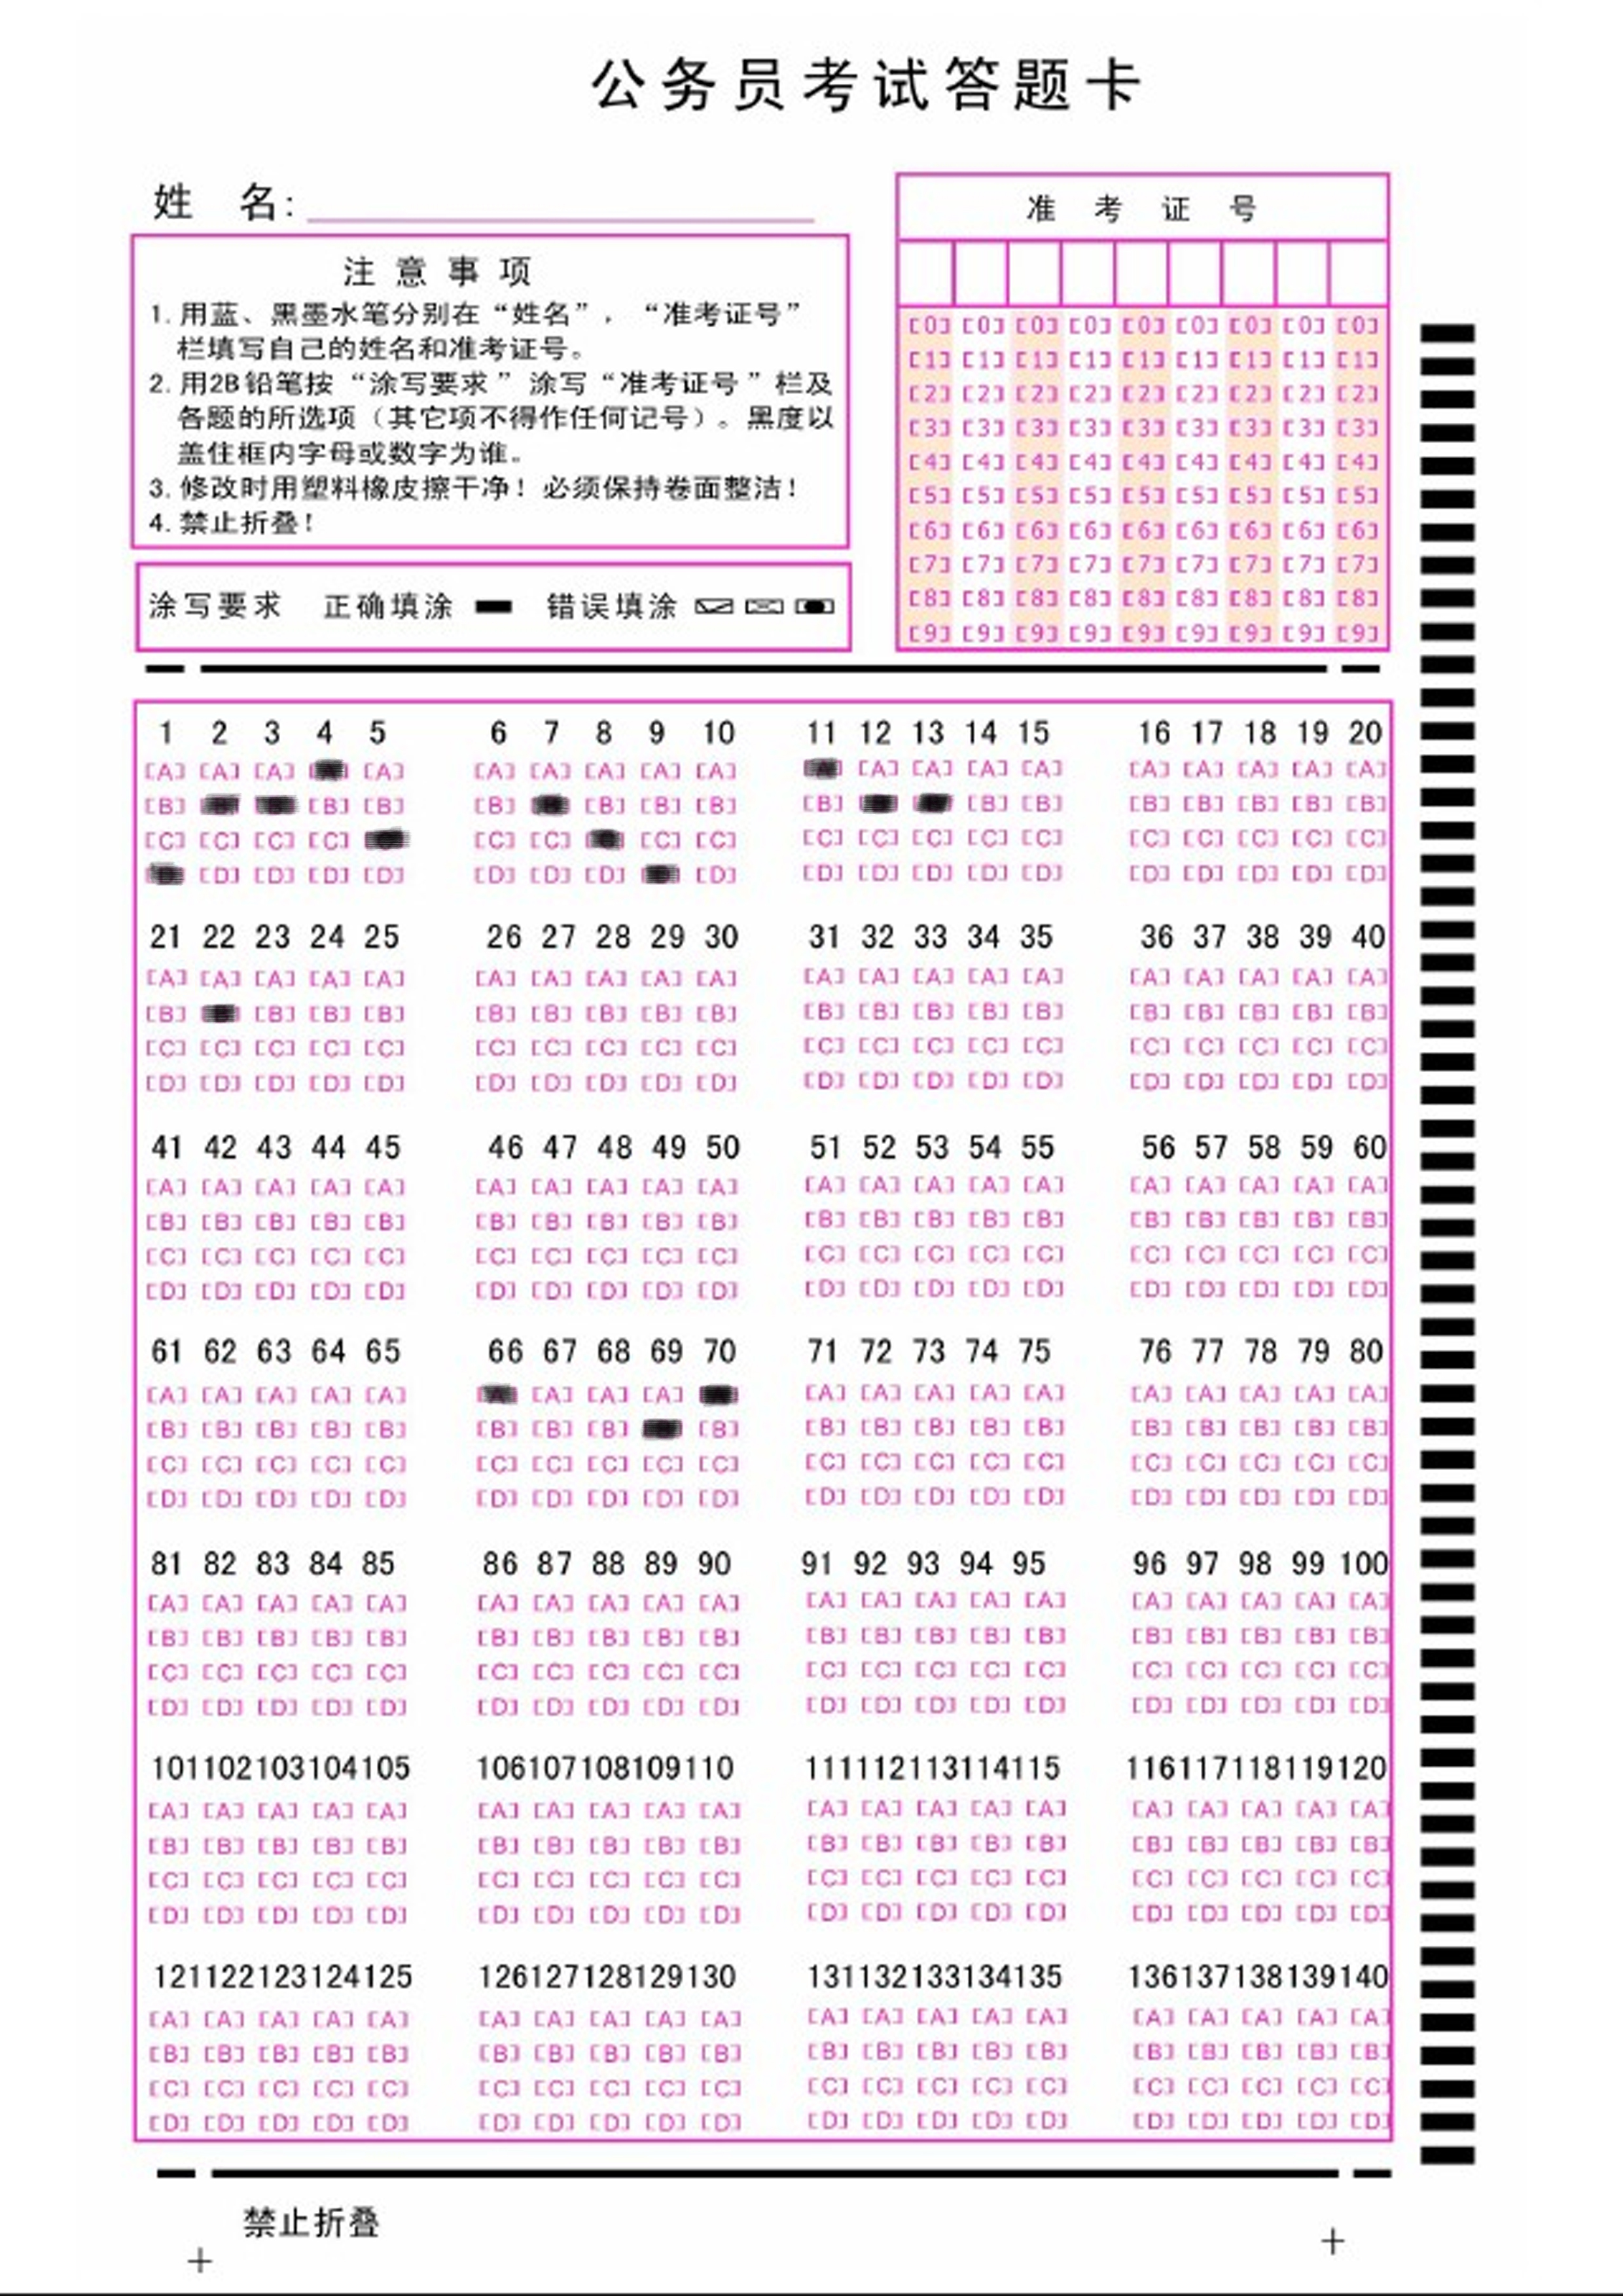 公务员考试答题卡
姓 名:
注意事项
1. 用蓝、黑墨水笔分别在“姓名”，“准考证号”
栏填写自己的姓名和准考证号。
2. 用2B铅笔按“涂写要求”涂写“准考证号”栏及
各题的所选项（其它项不得作任何记号）。黑度以
盖住框内字母或数字为谁。
3. 修改时用塑料橡皮擦干净！必须保持卷面整洁！
4. 禁止折叠！
涂写要求 正确填涂 错误填涂
准考证号
[0] [0] [0] [0] [0] [0] [0] [0] [0]
[1] [1] [1] [1] [1] [1] [1] [1] [1]
[2] [2] [2] [2] [2] [2] [2] [2] [2]
[3] [3] [3] [3] [3] [3] [3] [3] [3]
[4] [4] [4] [4] [4] [4] [4] [4] [4]
[5] [5] [5] [5] [5] [5] [5] [5] [5]
[6] [6] [6] [6] [6] [6] [6] [6] [6]
[7] [7] [7] [7] [7] [7] [7] [7] [7]
[8] [8] [8] [8] [8] [8] [8] [8] [8]
[9] [9] [9] [9] [9] [9] [9] [9] [9]
1 2 3 4 5 6 7 8 9 10 11 12 13 14 15 16 17 18 19 20
[A] [A] [A] [A] [A] [A] [A] [A] [A] [A] [A] [A] [A] [A] [A] [A] [A] [A]
[B] [B] [B] [B] [B] [B] [B] [B] [B] [B] [B] [B] [B] [B] [B]
[C] [C] [C] [C] [C] [C] [C] [C] [C] [C] [C] [C] [C] [C] [C] [C] [C] [C]
[D] [D] [D] [D] [D] [D] [D] [D] [D] [D] [D] [D] [D] [D] [D] [D] [D] [D]
21 22 23 24 25 26 27 28 29 30 31 32 33 34 35 36 37 38 39 40
[A] [A] [A] [A] [A] [A] [A] [A] [A] [A] [A] [A] [A] [A] [A] [A] [A] [A] [A] [A]
[B] [B] [B] [B] [B] [B] [B] [B] [B] [B] [B] [B] [B] [B] [B] [B] [B] [B] [B]
[C] [C] [C] [C] [C] [C] [C] [C] [C] [C] [C] [C] [C] [C] [C] [C] [C] [C] [C] [C]
[D] [D] [D] [D] [D] [D] [D] [D] [D] [D] [D] [D] [D] [D] [D] [D] [D] [D] [D] [D]
41 42 43 44 45 46 47 48 49 50 51 52 53 54 55 56 57 58 59 60
[A] [A] [A] [A] [A] [A] [A] [A] [A] [A] [A] [A] [A] [A] [A] [A] [A] [A] [A] [A]
[B] [B] [B] [B] [B] [B] [B] [B] [B] [B] [B] [B] [B] [B] [B] [B] [B] [B] [B] [B]
[C] [C] [C] [C] [C] [C] [C] [C] [C] [C] [C] [C] [C] [C] [C] [C] [C] [C] [C] [C]
[D] [D] [D] [D] [D] [D] [D] [D] [D] [D] [D] [D] [D] [D] [D] [D] [D] [D] [D] [D]
61 62 63 64 65 66 67 68 69 70 71 72 73 74 75 76 77 78 79 80
[A] [A] [A] [A] [A] [A] [A] [A] [A] [A] [A] [A] [A] [A] [A] [A] [A] [A]
[B] [B] [B] [B] [B] [B] [B] [B] [B] [B] [B] [B] [B] [B] [B] [B] [B] [B] [B]
[C] [C] [C] [C] [C] [C] [C] [C] [C] [C] [C] [C] [C] [C] [C] [C] [C] [C] [C] [C]
[D] [D] [D] [D] [D] [D] [D] [D] [D] [D] [D] [D] [D] [D] [D] [D] [D] [D] [D] [D]
81 82 83 84 85 86 87 88 89 90 91 92 93 94 95 96 97 98 99 100
[A] [A] [A] [A] [A] [A] [A] [A] [A] [A] [A] [A] [A] [A] [A] [A] [A] [A] [A] [A]
[B] [B] [B] [B] [B] [B] [B] [B] [B] [B] [B] [B] [B] [B] [B] [B] [B] [B] [B] [B]
[C] [C] [C] [C] [C] [C] [C] [C] [C] [C] [C] [C] [C] [C] [C] [C] [C] [C] [C] [C]
[D] [D] [D] [D] [D] [D] [D] [D] [D] [D] [D] [D] [D] [D] [D] [D] [D] [D] [D] [D]
101 102 103 104 105 106 107 108 109 110 111 112 113 114 115 116 117 118 119 120
[A] [A] [A] [A] [A] [A] [A] [A] [A] [A] [A] [A] [A] [A] [A] [A] [A] [A] [A] [A]
[B] [B] [B] [B] [B] [B] [B] [B] [B] [B] [B] [B] [B] [B] [B] [B] [B] [B] [B] [B]
[C] [C] [C] [C] [C] [C] [C] [C] [C] [C] [C] [C] [C] [C] [C] [C] [C] [C] [C] [C]
[D] [D] [D] [D] [D] [D] [D] [D] [D] [D] [D] [D] [D] [D] [D] [D] [D] [D] [D] [D]
121 122 123 124 125 126 127 128 129 130 131 132 133 134 135 136 137 138 139 140
[A] [A] [A] [A] [A] [A] [A] [A] [A] [A] [A] [A] [A] [A] [A] [A] [A] [A] [A] [A]
[B] [B] [B] [B] [B] [B] [B] [B] [B] [B] [B] [B] [B] [B] [B] [B] [B] [B] [B] [B]
[C] [C] [C] [C] [C] [C] [C] [C] [C] [C] [C] [C] [C] [C] [C] [C] [C] [C] [C] [C]
[D] [D] [D] [D] [D] [D] [D] [D] [D] [D] [D] [D] [D] [D] [D] [D] [D] [D] [D] [D]
禁止折叠